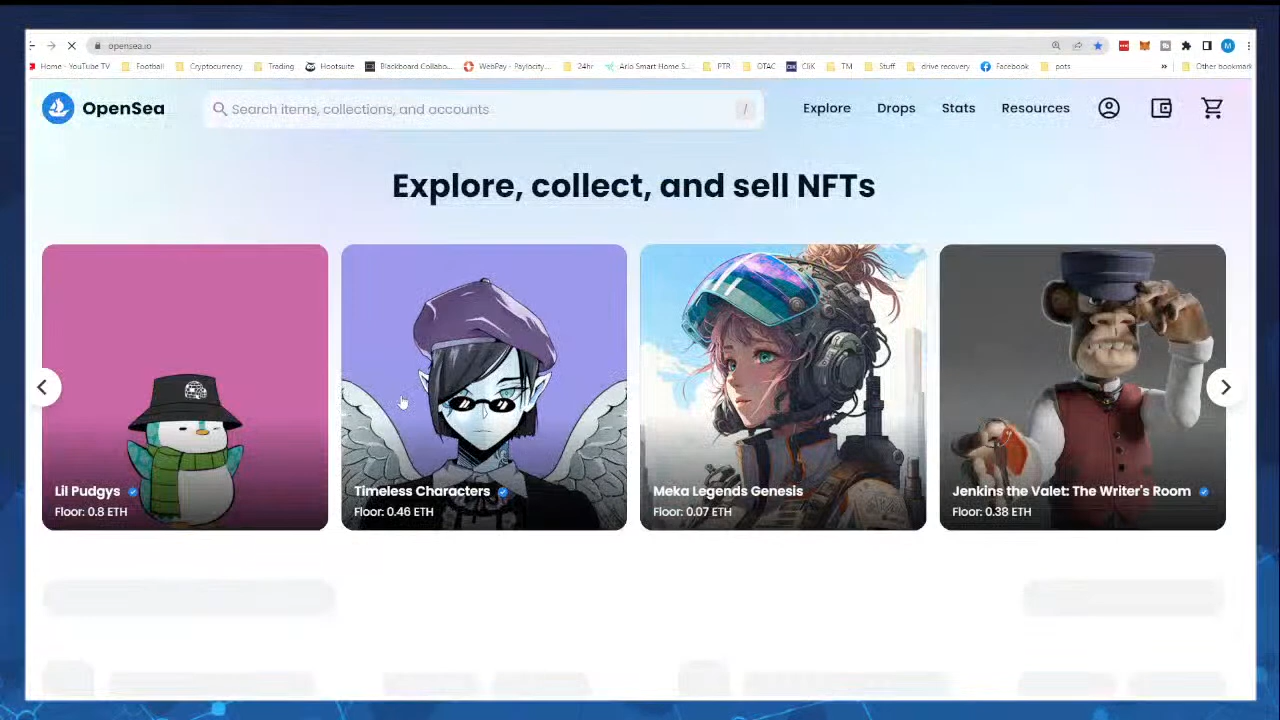 opensea.io
Home - YouTube TV Football Cryptocurrency Trading Hootsuite Blackboard Collabo... WebPay - Paylocity... 24hr Arlo Smart Home S... PTR DTAC CliK TM Stuff drive recovery Facebook pots » Other bookmark
OpenSea Search items, collections, and accounts / Explore Drops Stats Resources
Explore, collect, and sell NFTs
Lil Pudgys
Floor: 0.8 ETH
Timeless Characters
Floor: 0.46 ETH
Meka Legends Genesis
Floor: 0.07 ETH
Jenkins the Valet: The Writer's Room
Floor: 0.38 ETH